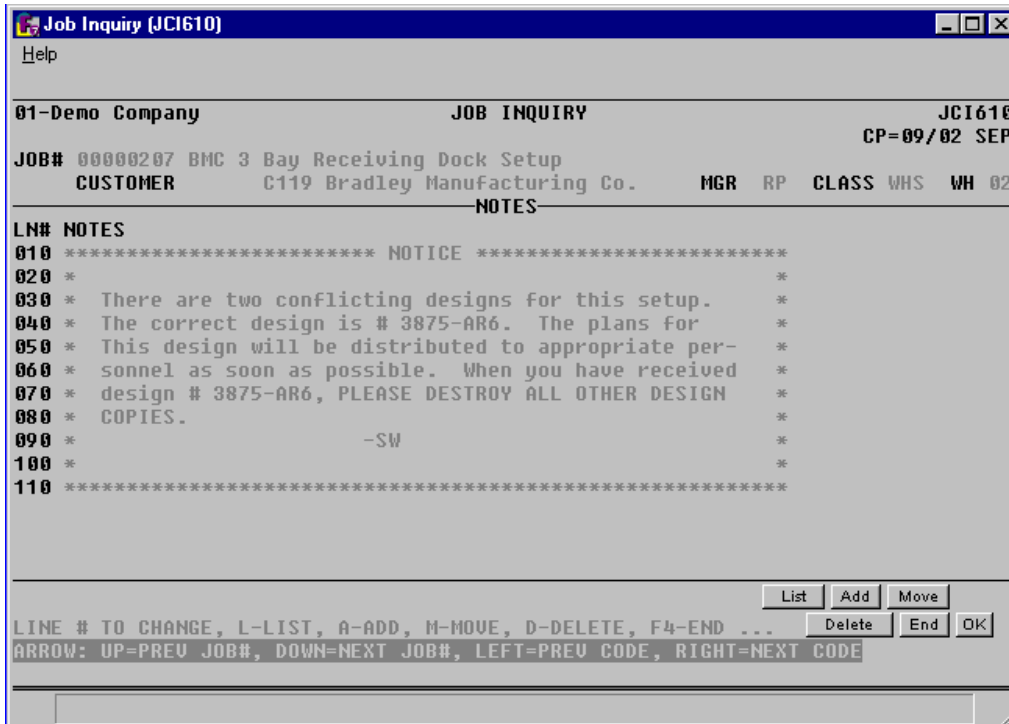 Job Inquiry (JCI610)
Help
01-Demo Company JOB INQUIRY JCI610
CP=09/02 SEP
JOB# 00000207 BMC 3 Bay Receiving Dock Setup
CUSTOMER C119 Bradley Manufacturing Co. MGR RP CLASS WHS WH 02
NOTES
LN# NOTES
010 ************************* NOTICE *************************
020 * *
030 * There are two conflicting designs for this setup. *
040 * The correct design is # 3875-AR6. The plans for *
050 * This design will be distributed to appropriate per- *
060 * sonnel as soon as possible. When you have received *
070 * design # 3875-AR6, PLEASE DESTROY ALL OTHER DESIGN *
080 * COPIES. *
090 * -SW *
100 * *
110 **********************************************************
List Add Move
LINE # TO CHANGE, L-LIST, A-ADD, M-MOVE, D-DELETE, F4-END ... Delete End OK
ARROW: UP=PREV JOB#, DOWN=NEXT JOB#, LEFT=PREV CODE, RIGHT=NEXT CODE